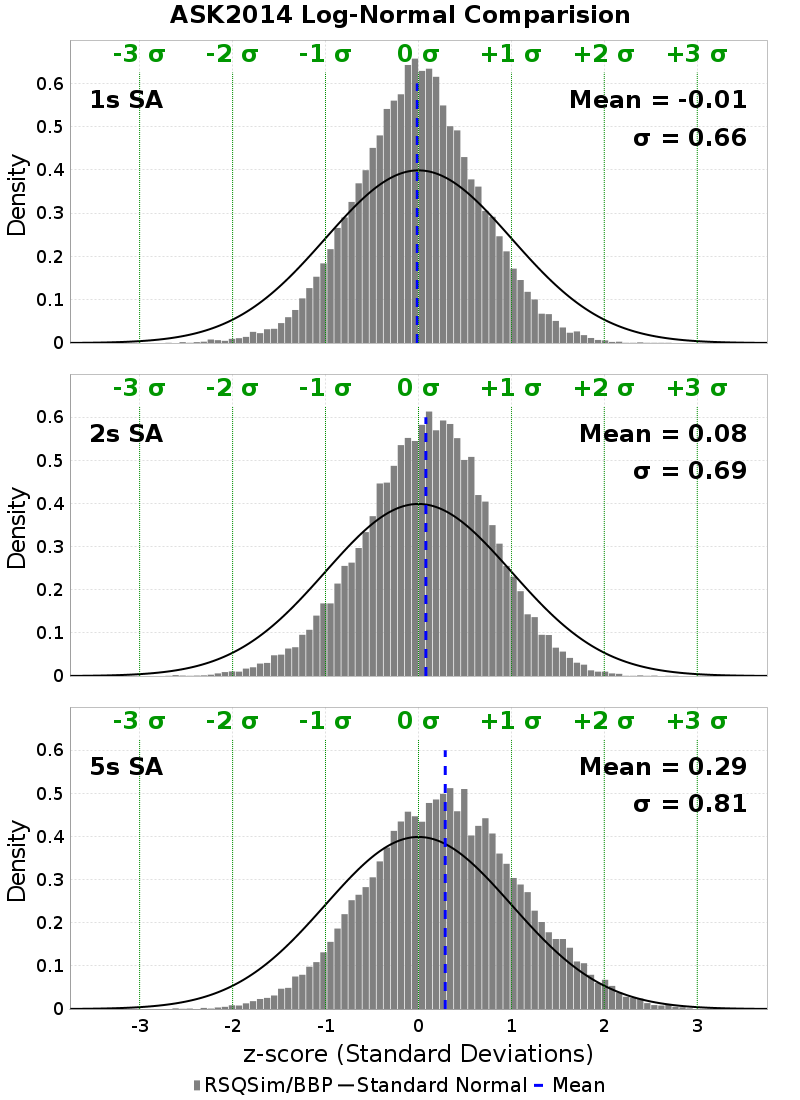 ASK2014 Log-Normal Comparision
-3 σ -2 σ -1 σ 0 σ +1 σ +2 σ +3 σ
1s SA
Mean = -0.01
σ = 0.66
Density
0.6
0.5
0.4
0.3
0.2
0.1
0
-3 σ -2 σ -1 σ 0 σ +1 σ +2 σ +3 σ
2s SA
Mean = 0.08
σ = 0.69
Density
0.6
0.5
0.4
0.3
0.2
0.1
0
-3 σ -2 σ -1 σ 0 σ +1 σ +2 σ +3 σ
5s SA
Mean = 0.29
σ = 0.81
Density
0.6
0.5
0.4
0.3
0.2
0.1
0
-3 -2 -1 0 1 2 3
z-score (Standard Deviations)
RSQSim/BBP Standard Normal Mean